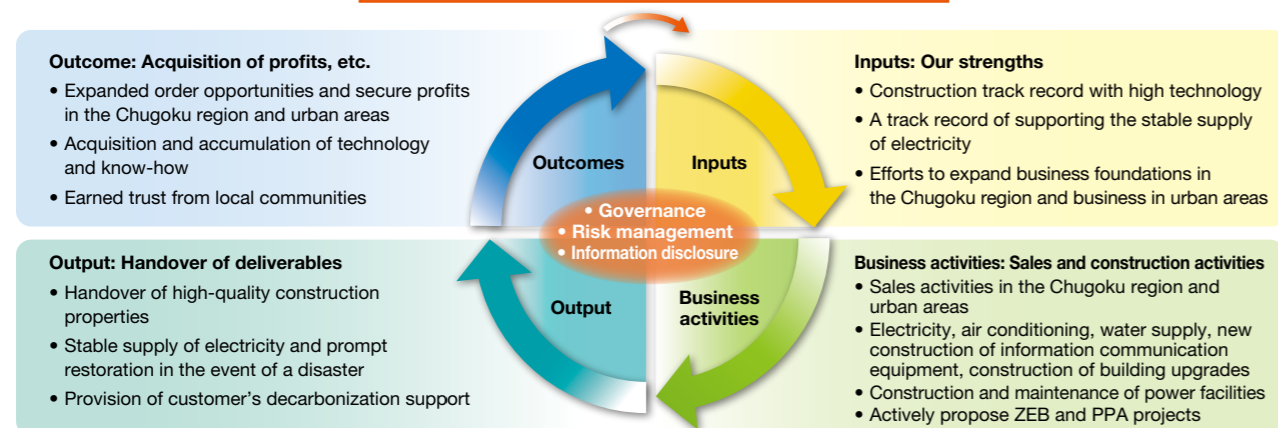 Outcome: Acquisition of profits, etc.
• Expanded order opportunities and secure profits
in the Chugoku region and urban areas
• Acquisition and accumulation of technology
and know-how
• Earned trust from local communities
Inputs: Our strengths
• Construction track record with high technology
• A track record of supporting the stable supply
of electricity
• Efforts to expand business foundations in
the Chugoku region and business in urban areas
Outcomes
Inputs
• Governance
• Risk management
• Information disclosure
Output
Business
activities
Output: Handover of deliverables
• Handover of high-quality construction
properties
• Stable supply of electricity and prompt
restoration in the event of a disaster
• Provision of customer's decarbonization support
Business activities: Sales and construction activities
• Sales activities in the Chugoku region and
urban areas
• Electricity, air conditioning, water supply, new
construction of information communication
equipment, construction of building upgrades
• Construction and maintenance of power facilities
• Actively propose ZEB and PPA projects